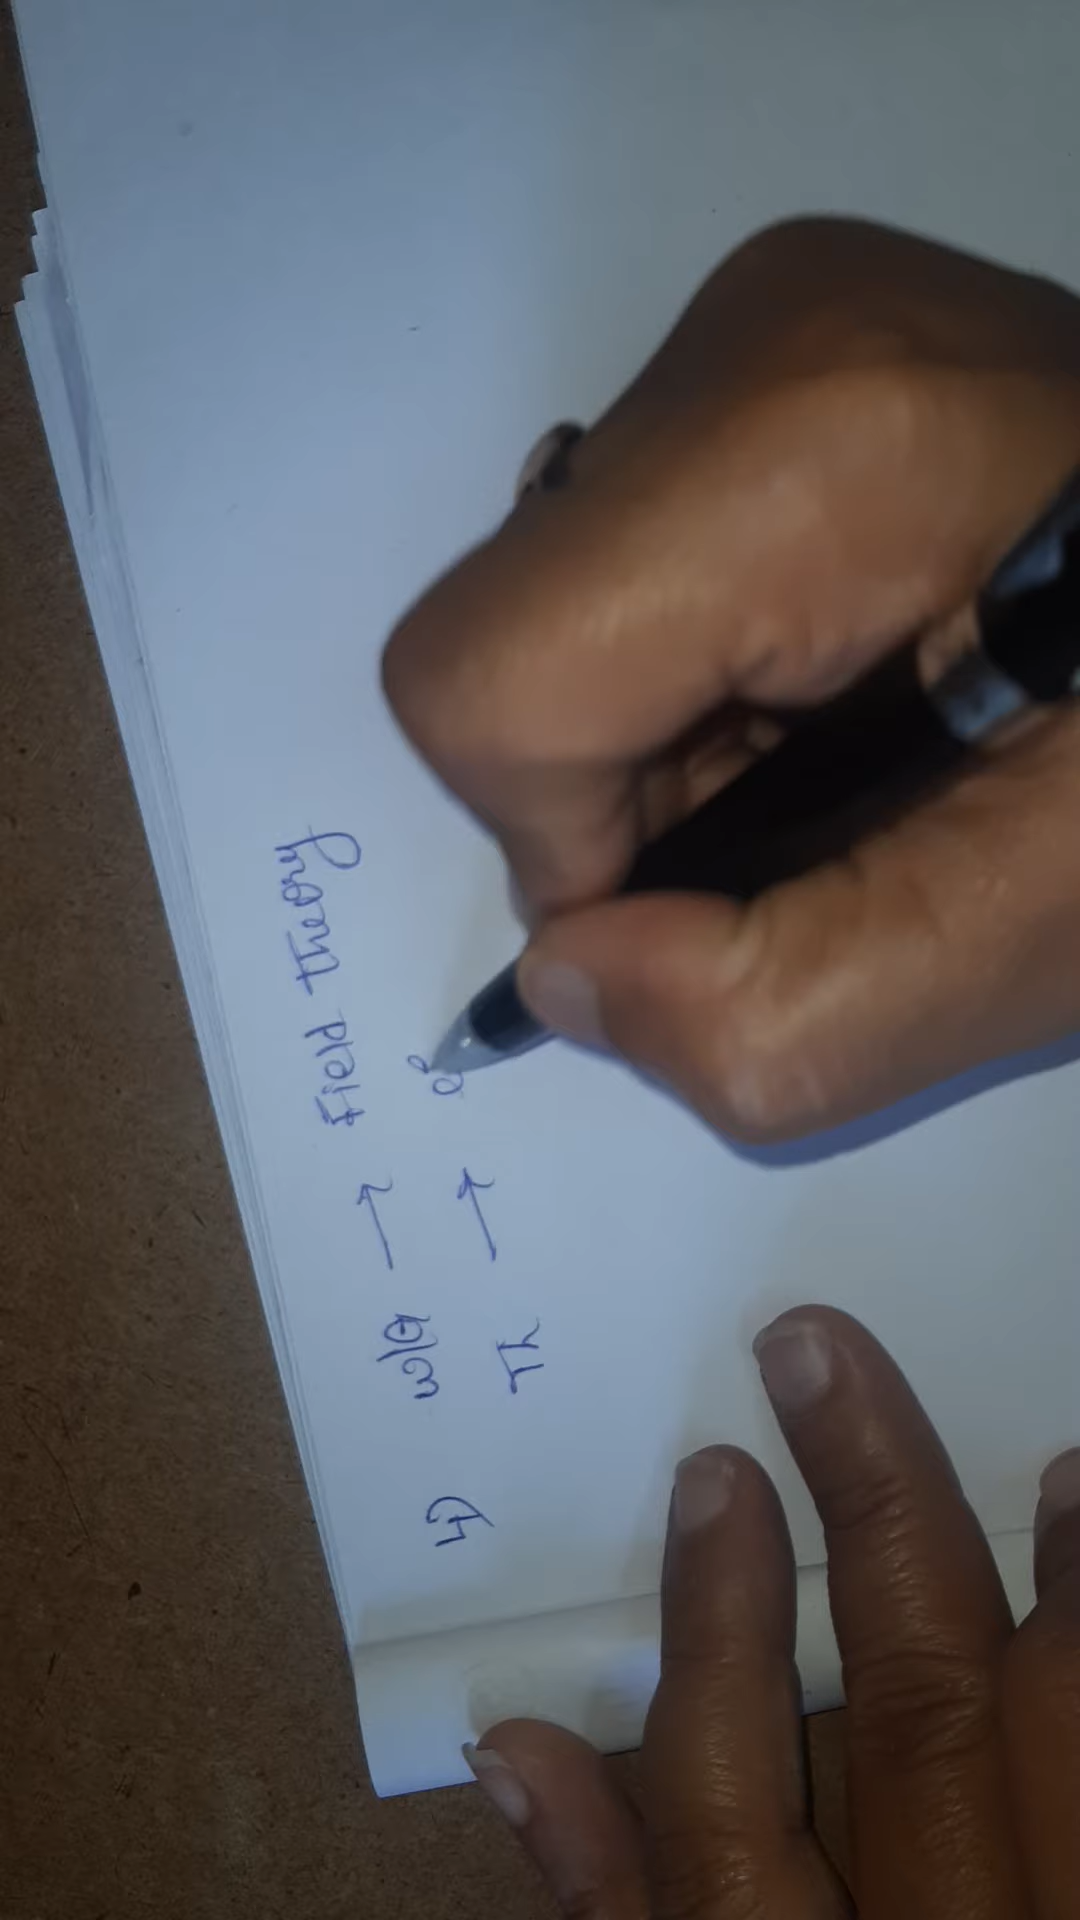 4) → Field Theory
Th →